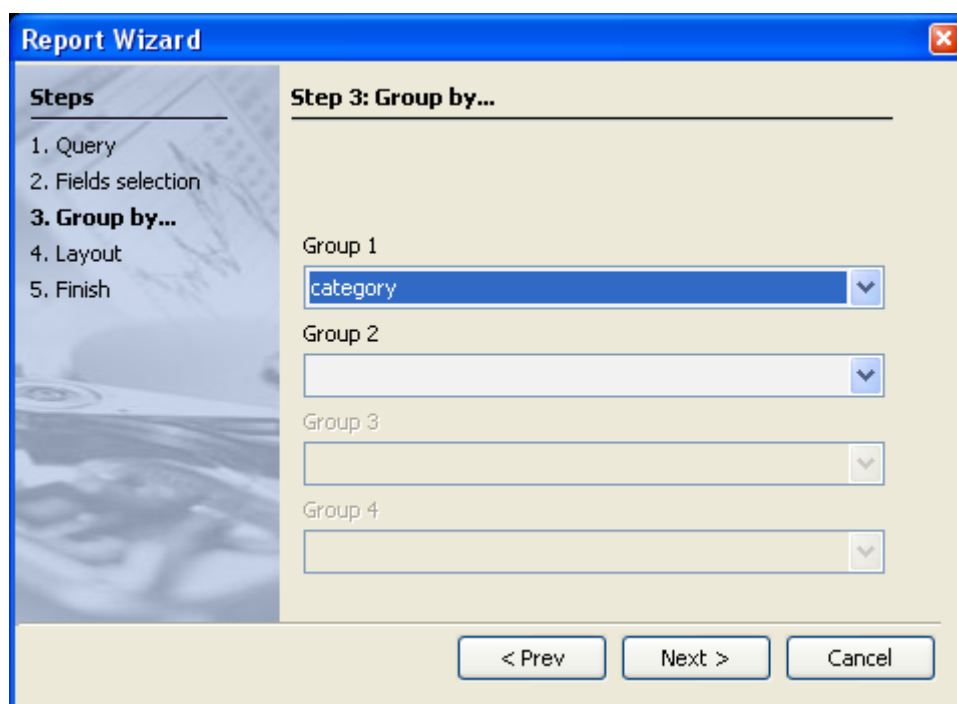 Report Wizard
Steps
1. Query
2. Fields selection
3. Group by...
4. Layout
5. Finish
Step 3: Group by...
Group 1
category
Group 2
Group 3
Group 4
< Prev
Next >
Cancel